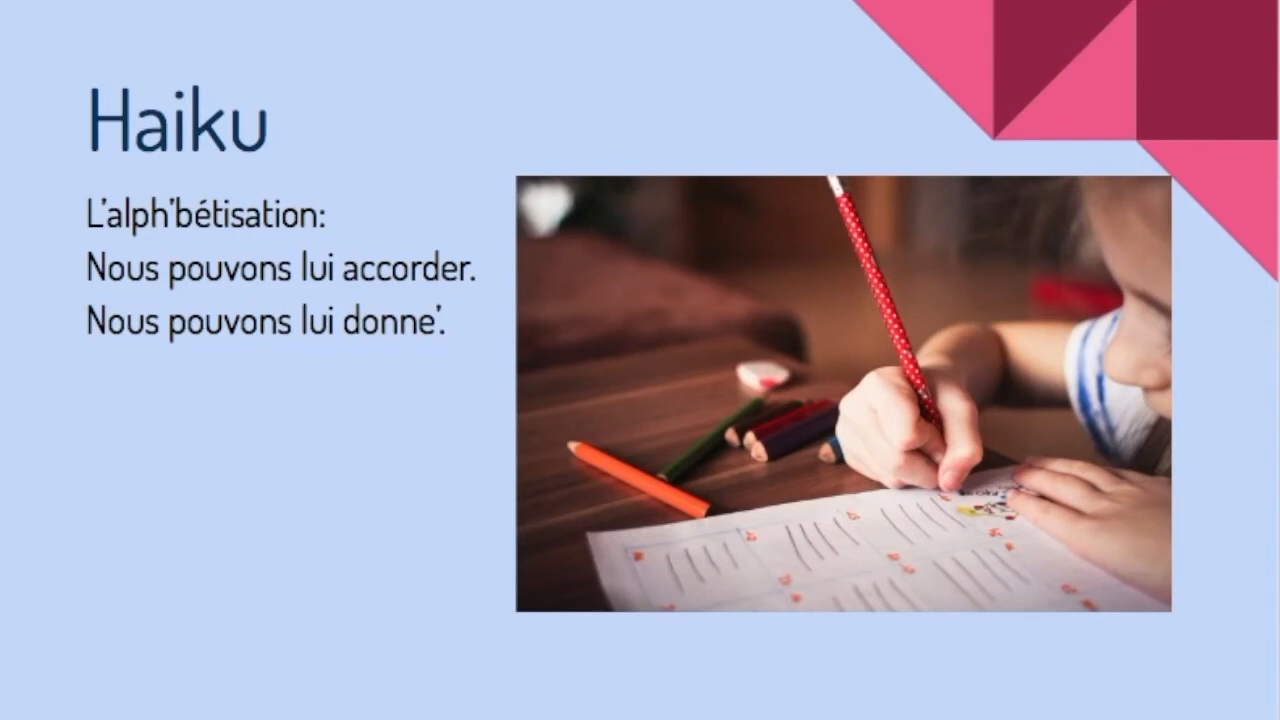 Haiku
L'alph'bétisation:
Nous pouvons lui accorder.
Nous pouvons lui donne'.